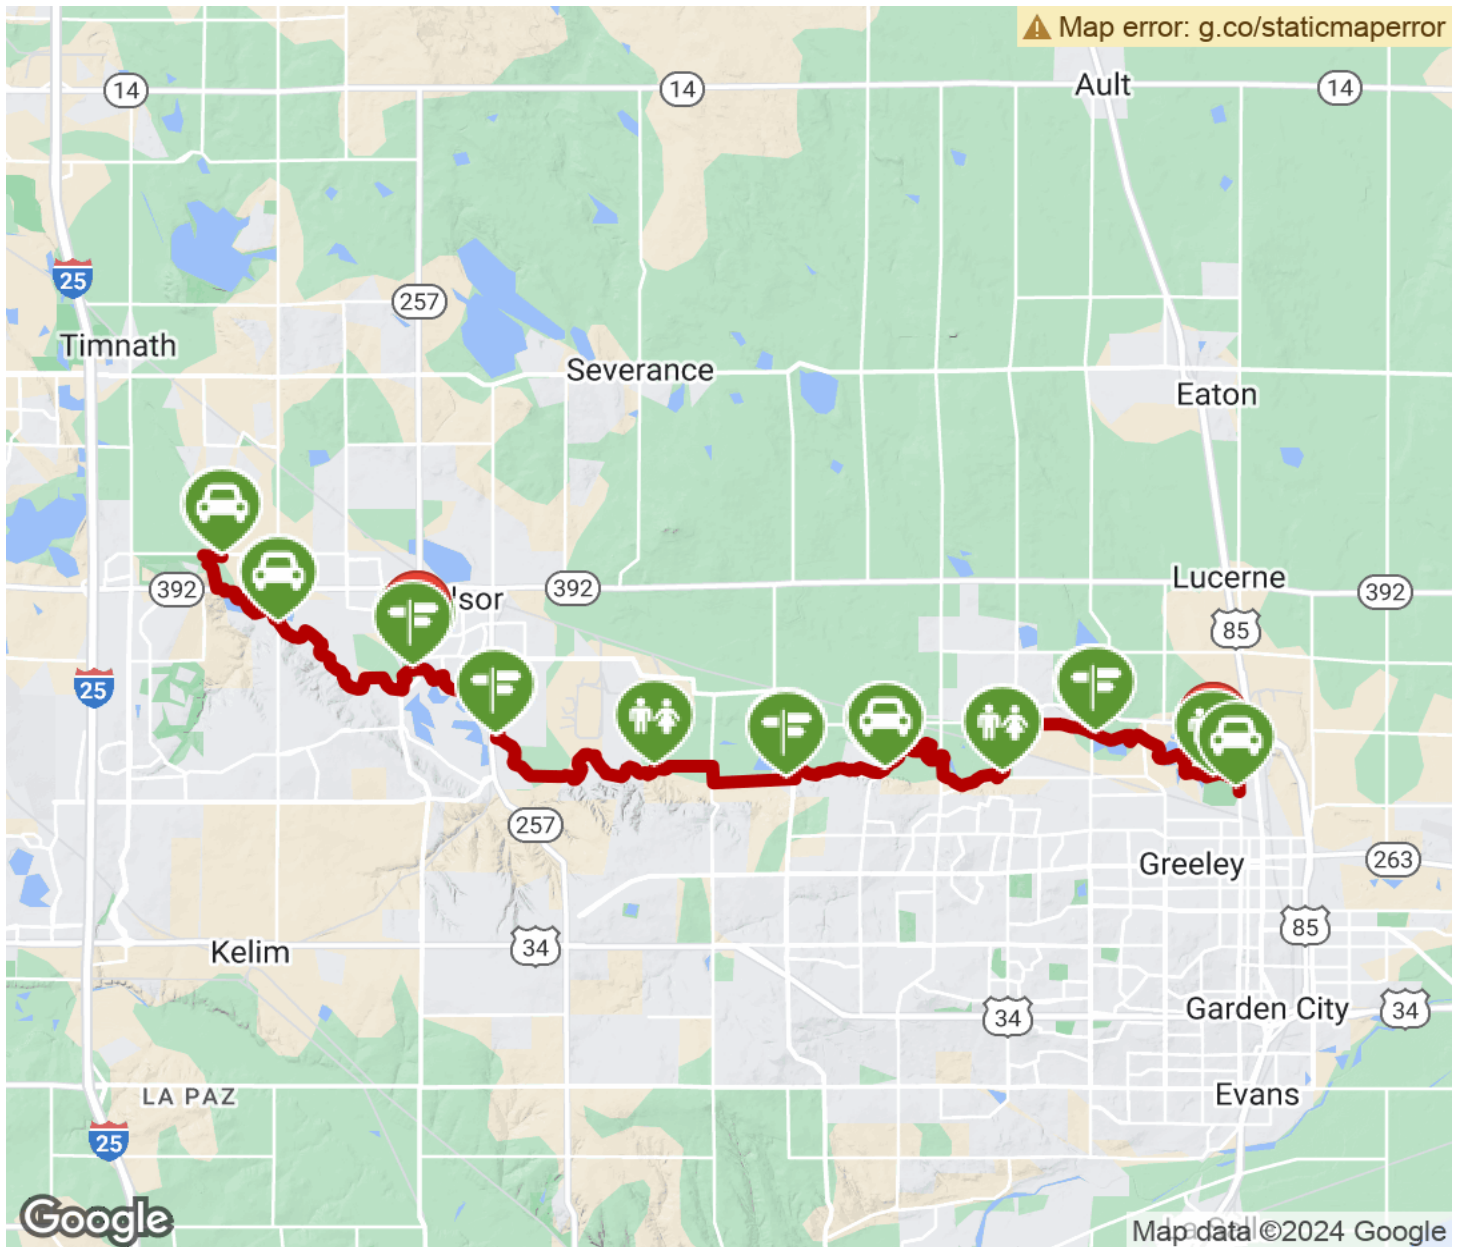 Map error: g.co/staticmaperror
14
14
Ault
14
25
257
Timnath
Severance
Eaton
392
'sor
392
Lucerne
392
85
25
257
Greeley
263
85
Kelim
34
34
Garden City
34
LA PAZ
Evans
25
Google
Map data ©2024 Google